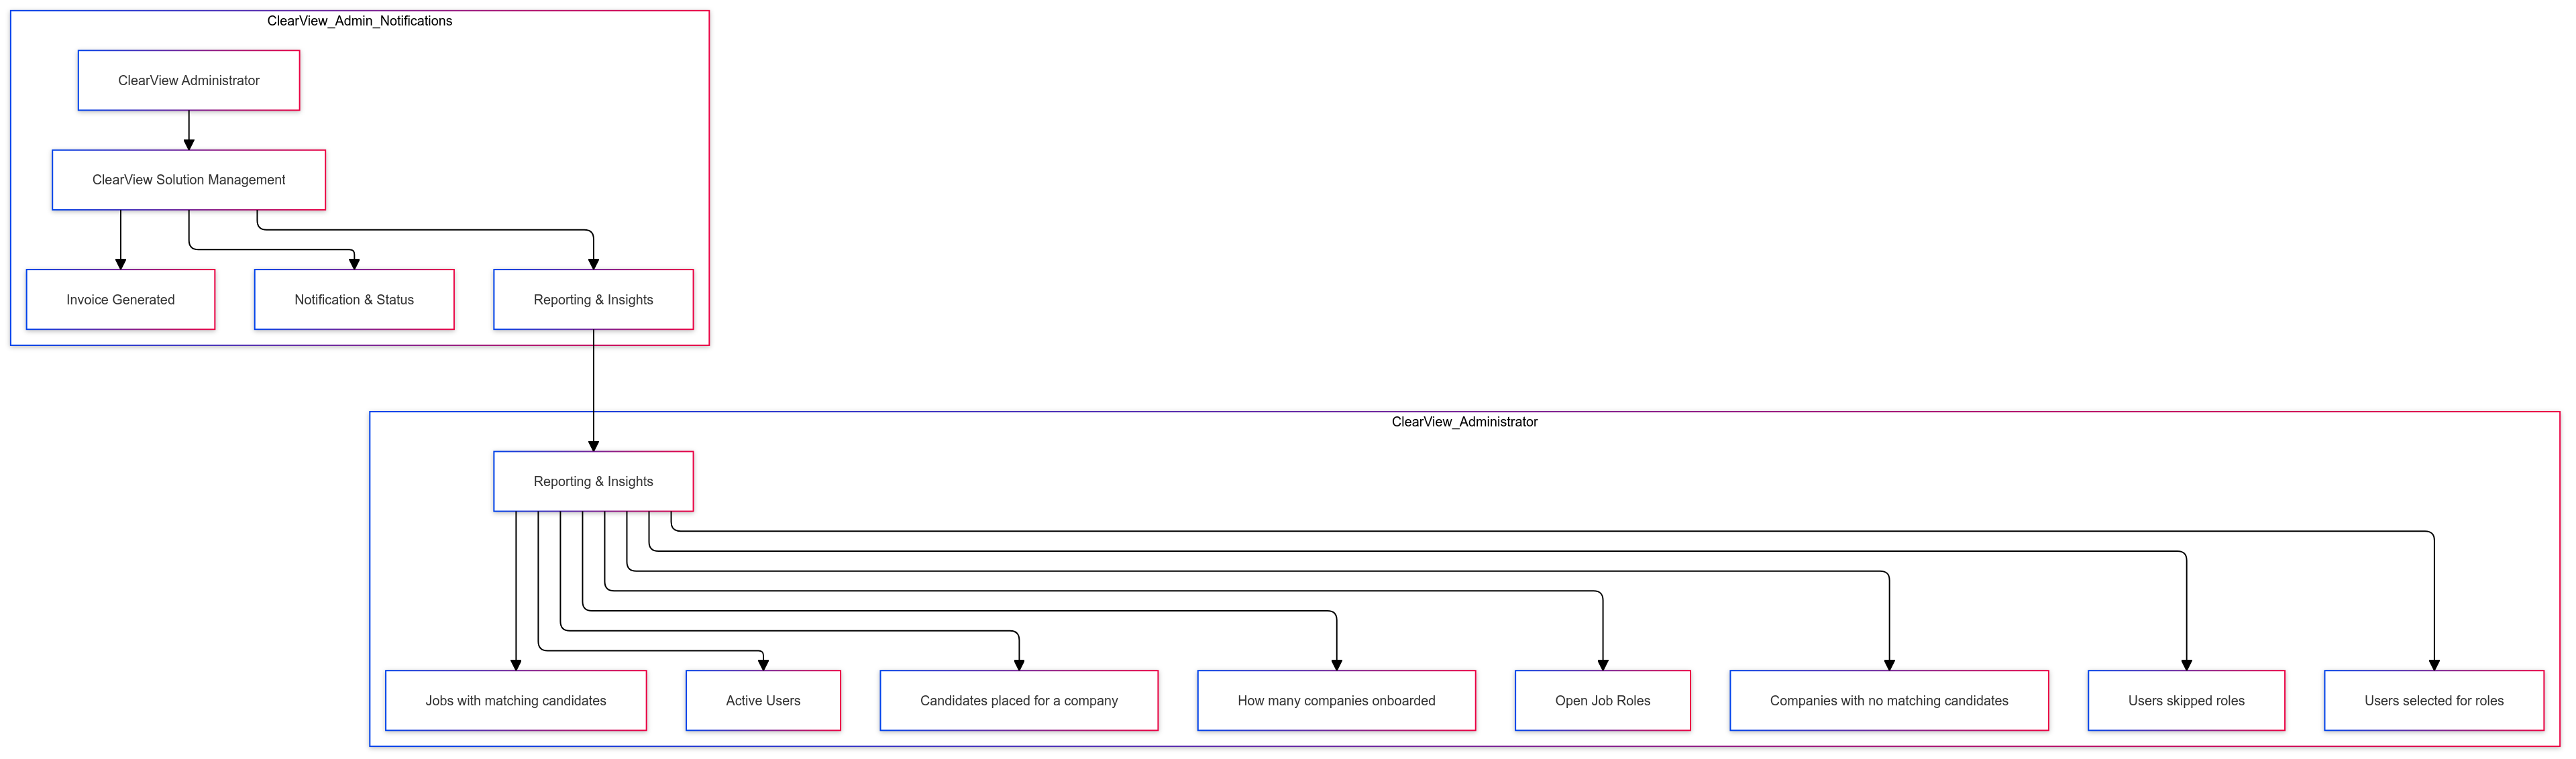 ClearView_Admin_Notifications
ClearView Administrator
ClearView Solution Management
Invoice Generated
Notification & Status
Reporting & Insights
ClearView_Administrator
Reporting & Insights
Jobs with matching candidates
Active Users
Candidates placed for a company
How many companies onboarded
Open Job Roles
Companies with no matching candidates
Users skipped roles
Users selected for roles